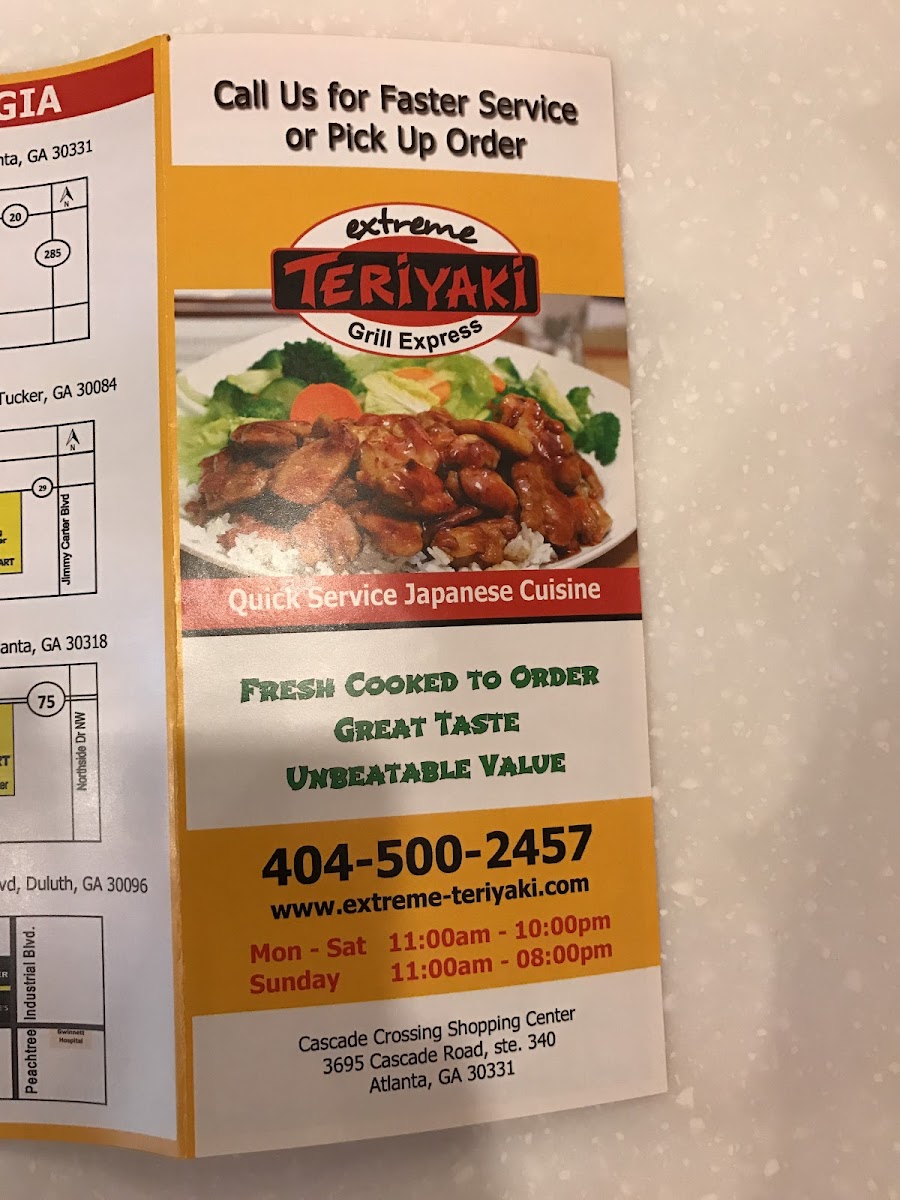 GIA
nta, GA 30331
N
20
285
Tucker, GA 30084
N
29
Jimmy Carter Blvd
ART
anta, GA 30318
75
Northside Dr NW
vd, Duluth, GA 30096
Peachtree Industrial Blvd.
Gwinnett
Hospital
Call Us for Faster Service
or Pick Up Order
extreme
TERiYAKi
Grill Express
Quick Service Japanese Cuisine
FRESH COOKED TO ORDER
GREAT TASTE
UNBEATABLE VALUE
404-500-2457
www.extreme-teriyaki.com
Mon - Sat 11:00am - 10:00pm
Sunday 11:00am - 08:00pm
Cascade Crossing Shopping Center
3695 Cascade Road, ste. 340
Atlanta, GA 30331